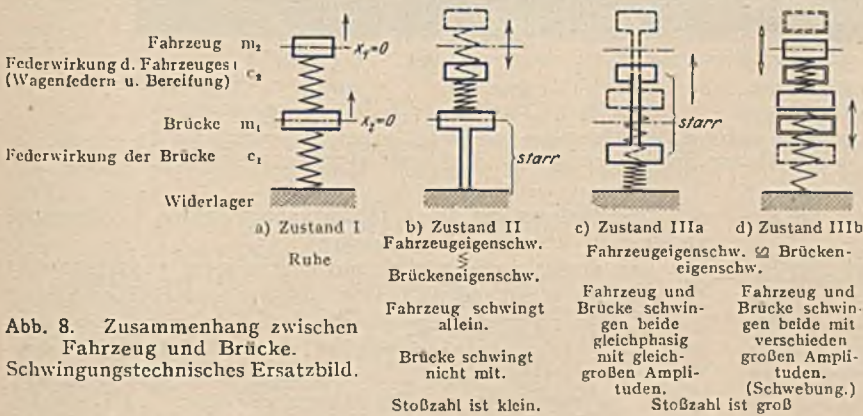 Fahrzeug m₂
Federwirkung d. Fahrzeuges
(Wagenfedern u. Bereifung) c₂
Brücke m₁
Federwirkung der Brücke c₁
Widerlager
x₁=0
x₂=0
starr
starr
a) Zustand I
Ruhe
b) Zustand II
Fahrzeugeigenschw.
≶
Brückeneigenschw.
Fahrzeug schwingt
allein.
Brücke schwingt
nicht mit.
Stoßzahl ist klein.
c) Zustand IIIa
d) Zustand IIIb
Fahrzeugeigenschw. ≌ Brücken-
eigenschw.
Fahrzeug und
Brücke schwin-
gen beide
gleichphasig
mit gleich-
großen Ampli-
tuden.
Fahrzeug und
Brücke schwin-
gen beide mit
verschieden
großen Ampli-
tuden.
(Schwebung.)
Stoßzahl ist groß
Abb. 8. Zusammenhang zwischen
Fahrzeug und Brücke.
Schwingungstechnisches Ersatzbild.